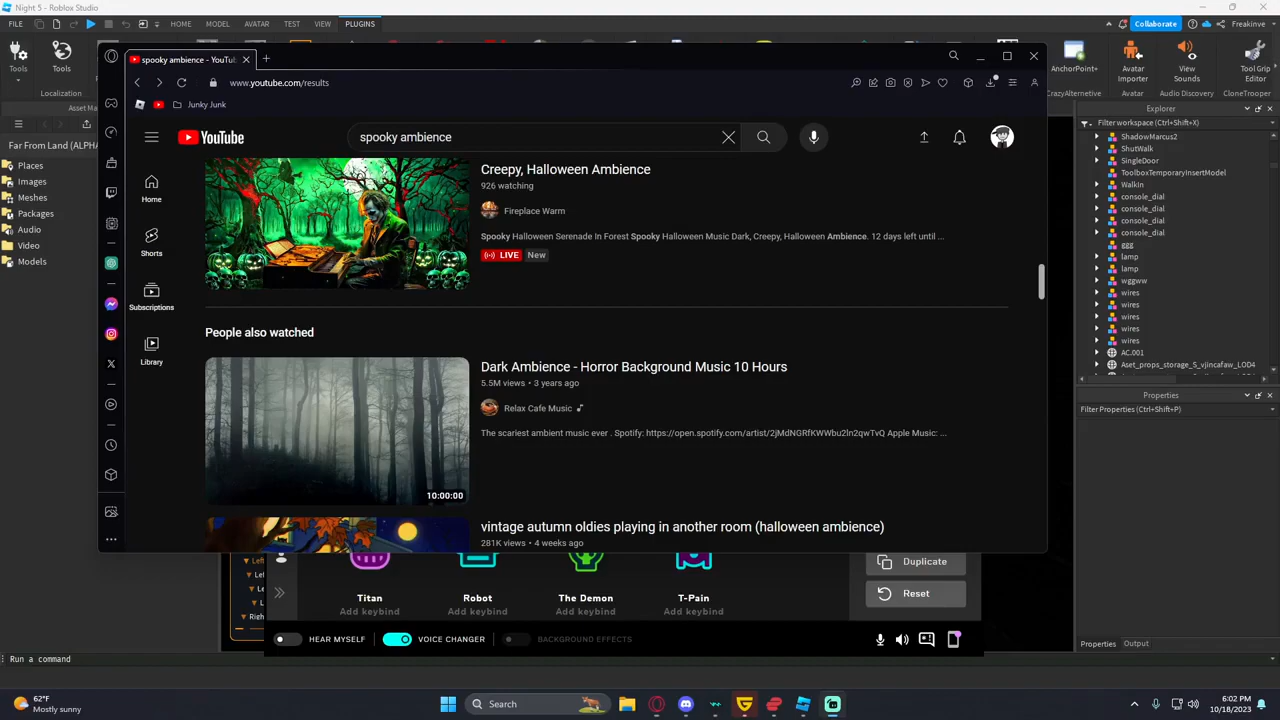 Night 5 - Roblox Studio
FILE
HOME
MODEL
AVATAR
TEST
VIEW
PLUGINS
Collaborate
Freakinve
Tools
Tools
Tools
Localization
AnchorPoint+
Avatar
Importer
View
Sounds
Tool Grip
Editor
CrazyAlternetive
Avatar
Audio Discovery
CloneTrooper
spooky ambience - YouTu
www.youtube.com/results
Junky Junk
Asset Ma
Far From Land (ALPHA
Places
Images
Meshes
Packages
Audio
Video
Models
YouTube
spooky ambience
Home
Shorts
Subscriptions
Library
Creepy, Halloween Ambience
926 watching
Fireplace Warm
Spooky Halloween Serenade In Forest Spooky Halloween Music Dark, Creepy, Halloween Ambience. 12 days left until ...
LIVE New
People also watched
Dark Ambience - Horror Background Music 10 Hours
5.5M views • 3 years ago
Relax Cafe Music
The scariest ambient music ever . Spotify: https://open.spotify.com/artist/2jMdNGRfKWWbu2ln2qwTvQ Apple Music: ...
10:00:00
vintage autumn oldies playing in another room (halloween ambience)
281K views • 4 weeks ago
Explorer
Filter workspace (Ctrl+Shift+X)
ShadowMarcus2
ShutWalk
SingleDoor
ToolboxTemporaryInsertModel
WalkIn
console_dial
console_dial
console_dial
console_dial
ggg
lamp
lamp
wggww
wires
wires
wires
wires
wires
AC.001
Aset_props_storage_S_vjincafaw_LOD4
Properties
Filter Properties (Ctrl+Shift+P)
Left
Left
Le
L
Righ
Titan
Add keybind
Robot
Add keybind
The Demon
Add keybind
T-Pain
Add keybind
Duplicate
Reset
HEAR MYSELF
VOICE CHANGER
BACKGROUND EFFECTS
Properties
Output
Run a command
62°F
Mostly sunny
Search
6:02 PM
10/18/2023